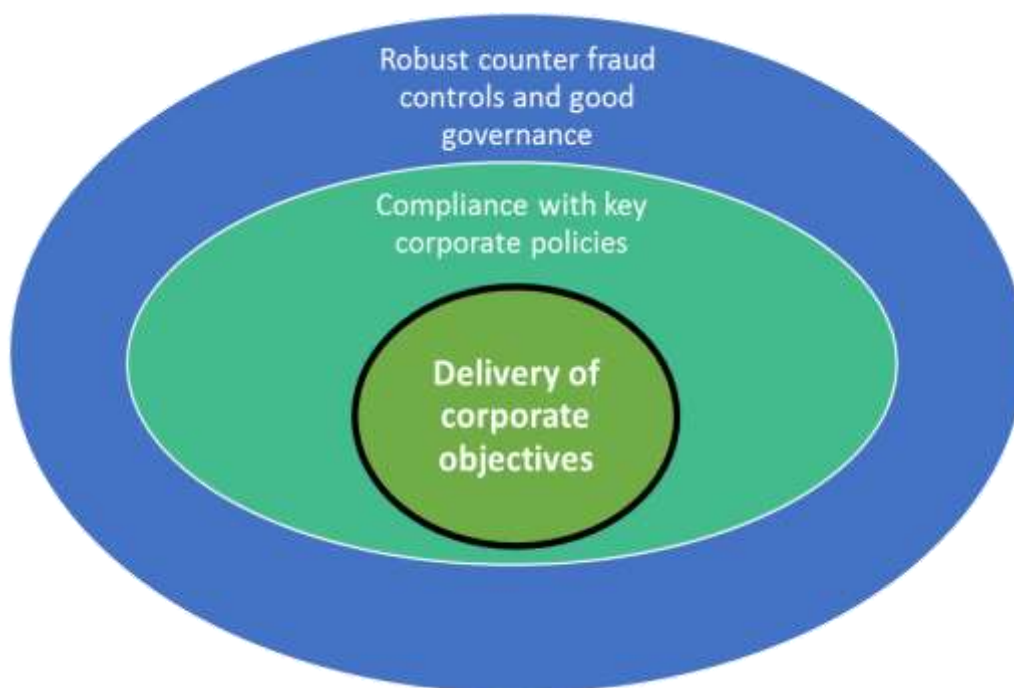 Robust counter fraud
controls and good
governance
Compliance with key
corporate policies
Delivery of
corporate
objectives